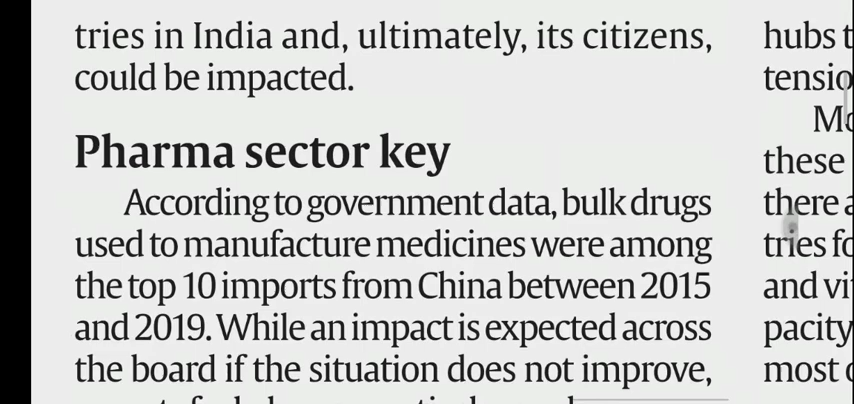 tries in India and, ultimately, its citizens,
could be impacted.
Pharma sector key
According to government data, bulk drugs
used to manufacture medicines were among
the top 10 imports from China between 2015
and 2019. While an impact is expected across
the board if the situation does not improve,
hubs
these
there
tries
and
pacity
most